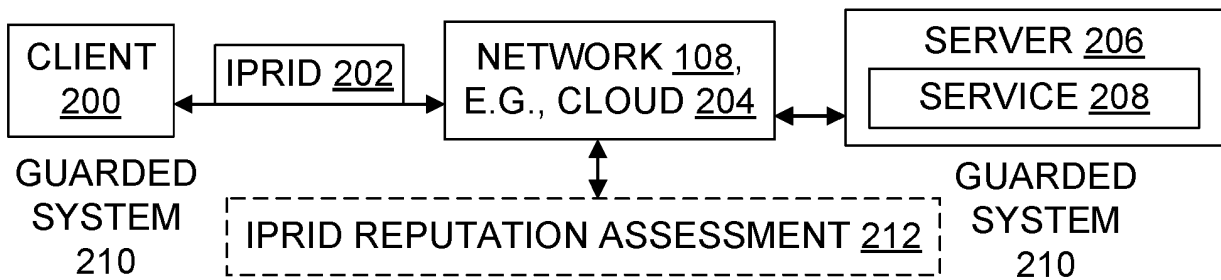 CLIENT
200
IPRID 202
NETWORK 108,
E.G., CLOUD 204
SERVER 206
SERVICE 208
GUARDED
SYSTEM
210
IPRID REPUTATION ASSESSMENT 212
GUARDED
SYSTEM
210